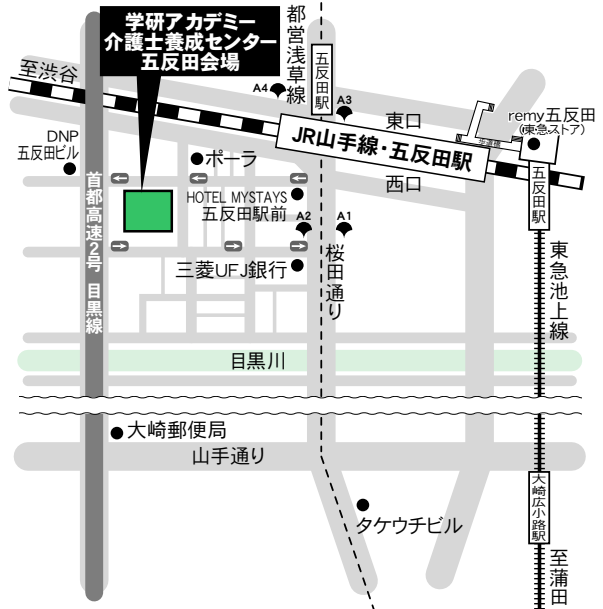 学研アカデミー
介護士養成センター
五反田会場
都営浅草線
五反田駅
至渋谷
A4
A3
東口
remy五反田
(東急ストア)
歩道橋
JR山手線・五反田駅
西口
五反田駅
DNP
五反田ビル
ポーラ
HOTEL MYSTAYS
五反田駅前
A2
A1
首都高速2号 目黒線
三菱UFJ銀行
桜田通り
東急池上線
目黒川
大崎郵便局
山手通り
大崎広小路駅
タケウチビル
至蒲田